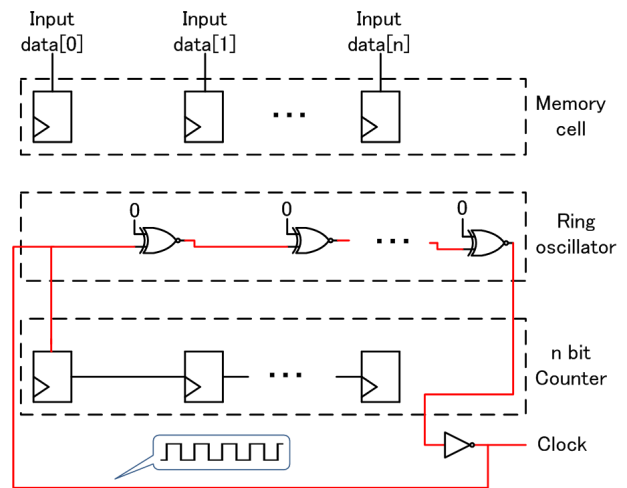 Input Input Input
data[0] data[1] data[n]
Memory
cell
0 0 0
Ring
oscillator
n bit
Counter
Clock